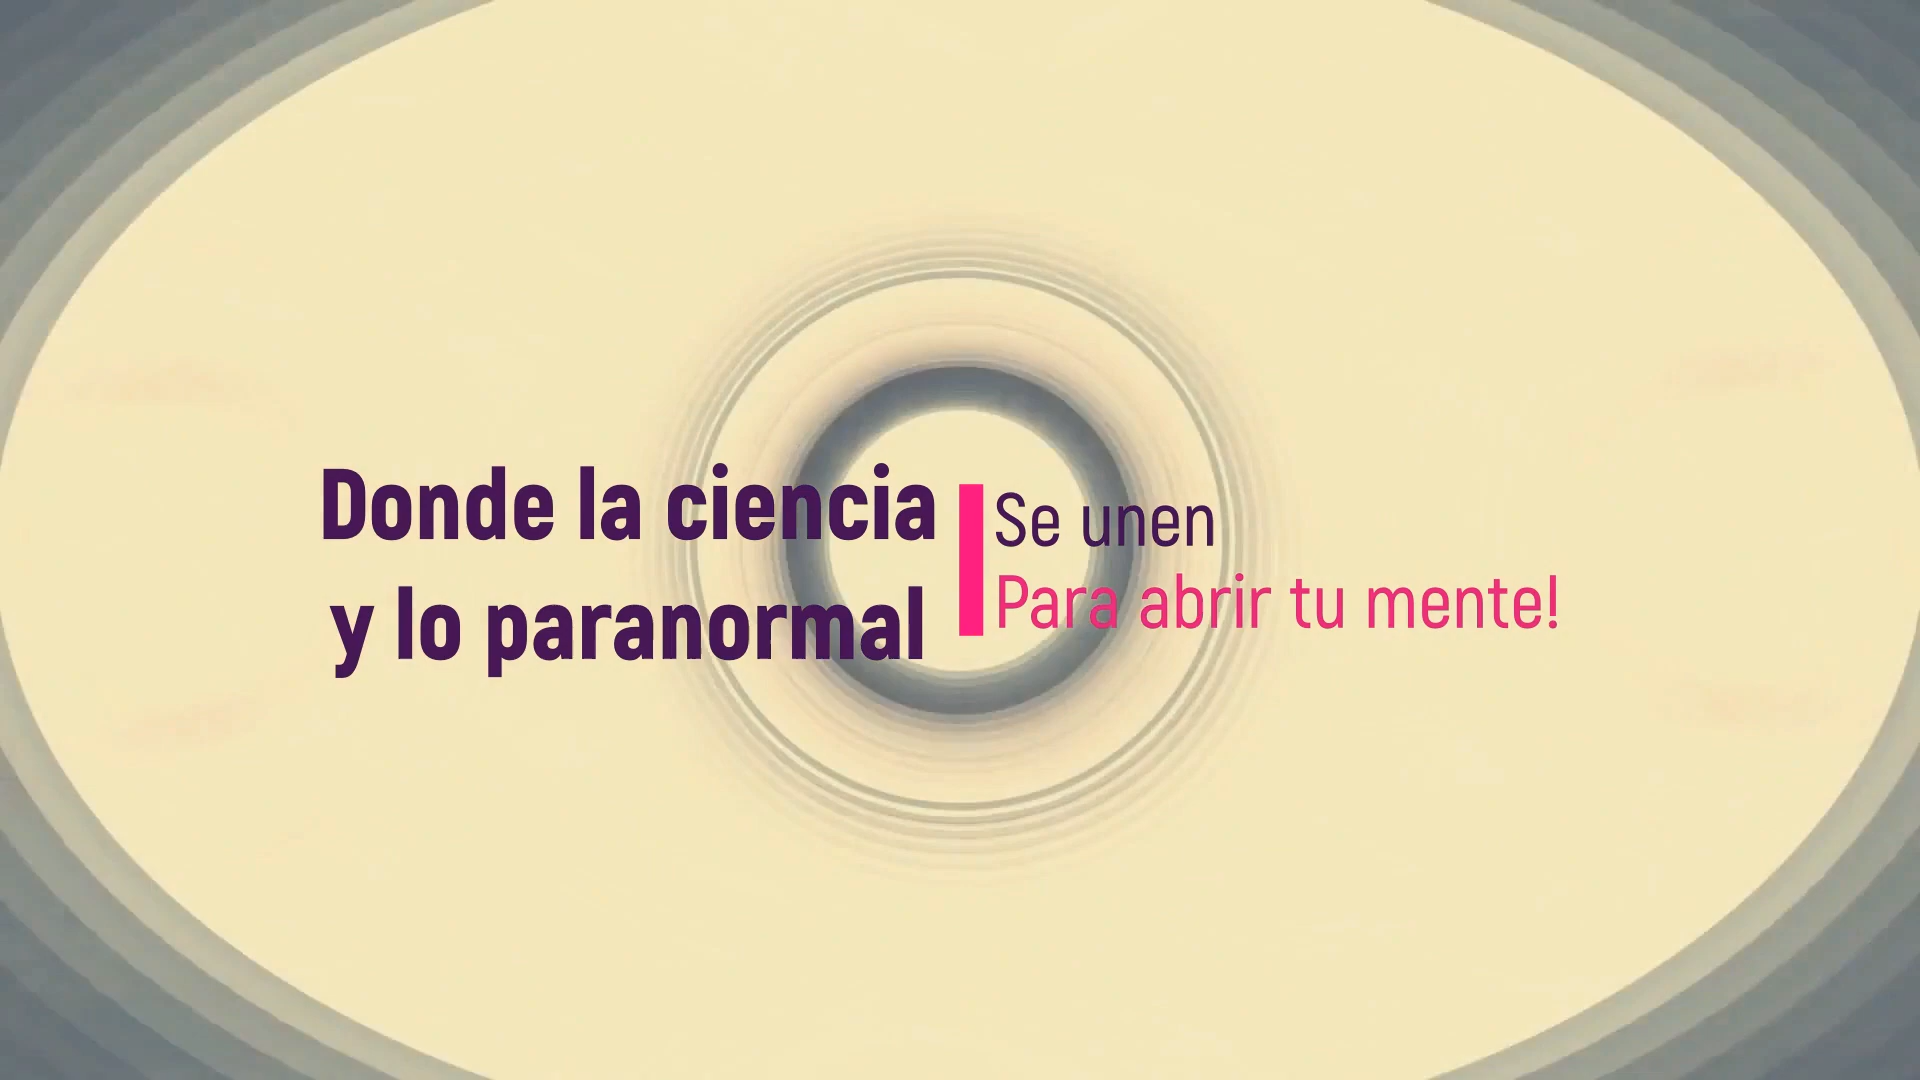 Donde la ciencia
y lo paranormal
Se unen
Para abrir tu mente!